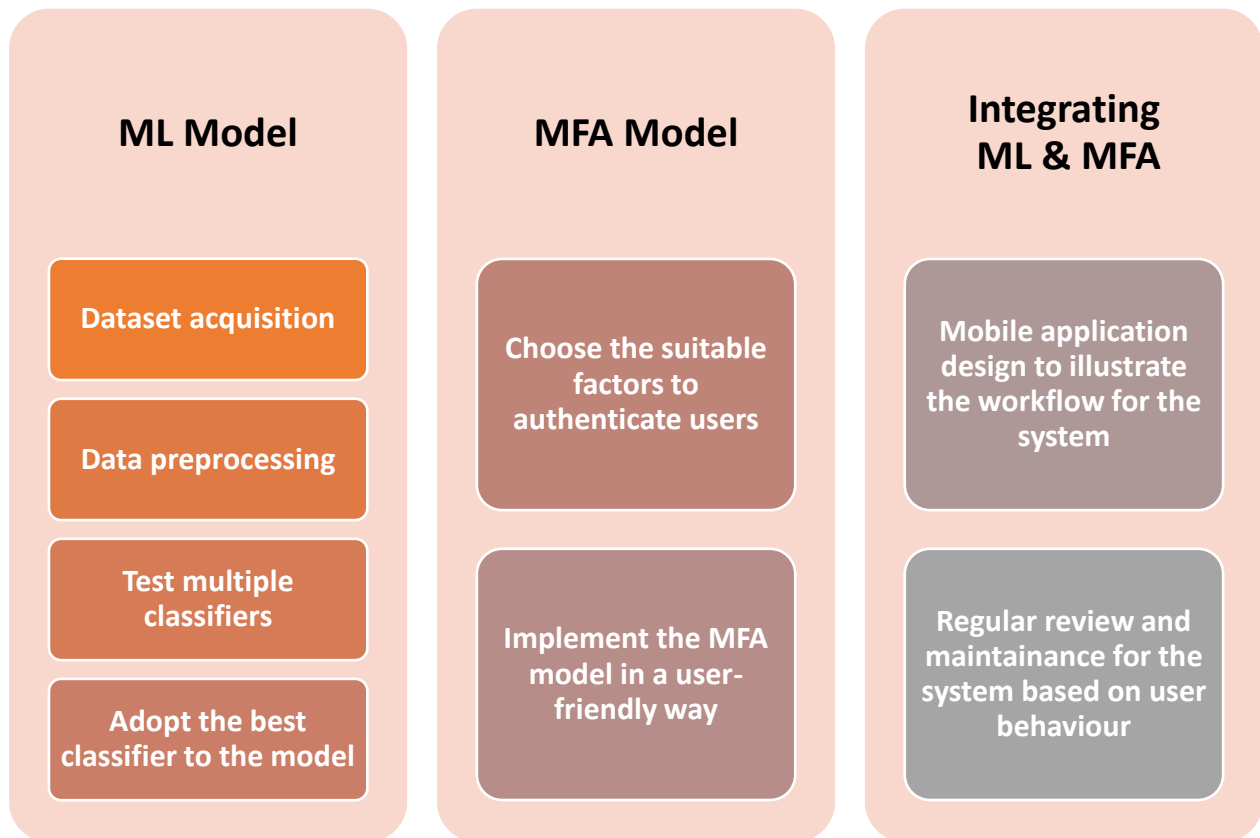 ML Model
Dataset acquisition
Data preprocessing
Test multiple
classifiers
Adopt the best
classifier to the model
MFA Model
Choose the suitable
factors to
authenticate users
Implement the MFA
model in a user-
friendly way
Integrating
ML & MFA
Mobile application
design to illustrate
the workflow for the
system
Regular review and
maintainance for the
system based on user
behaviour